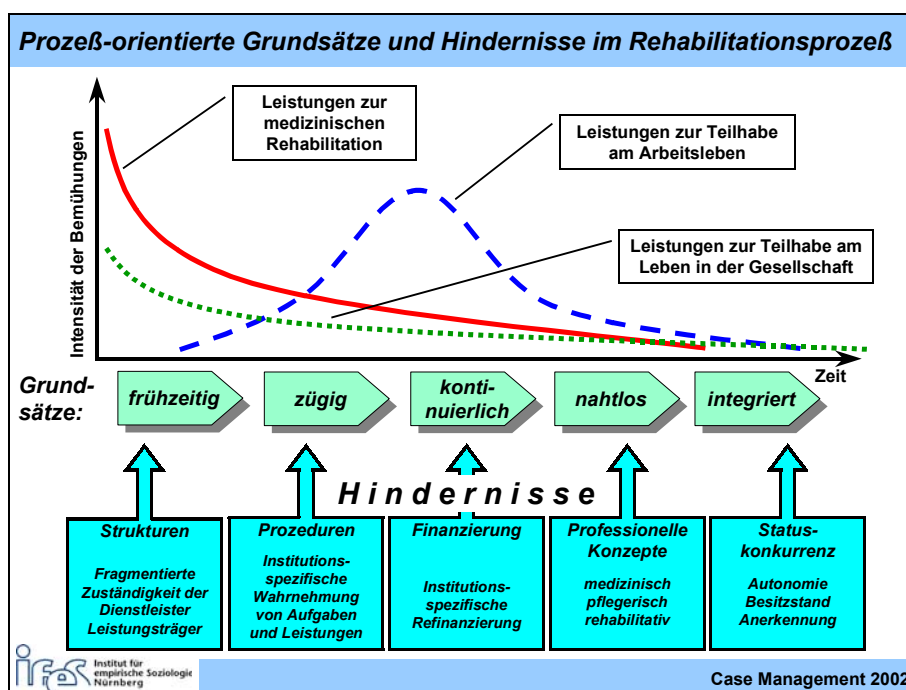 Prozeß-orientierte Grundsätze und Hindernisse im Rehabilitationsprozeß
Intensität der Bemühungen
Leistungen zur
medizinischen
Rehabilitation
Leistungen zur Teilhabe
am Arbeitsleben
Leistungen zur Teilhabe am
Leben in der Gesellschaft
Zeit
Grund-
sätze:
frühzeitig
zügig
konti-
nuierlich
nahtlos
integriert
Hindernisse
Strukturen
Fragmentierte
Zuständigkeit der
Dienstleister
Leistungsträger
Prozeduren
Institutions-
spezifische
Wahrnehmung
von Aufgaben
und Leistungen
Finanzierung
Institutions-
spezifische
Refinanzierung
Professionelle
Konzepte
medizinisch
pflegerisch
rehabilitativ
Status-
konkurrenz
Autonomie
Besitzstand
Anerkennung
ifes
Institut für
empirische Soziologie
Nürnberg
Case Management 2002